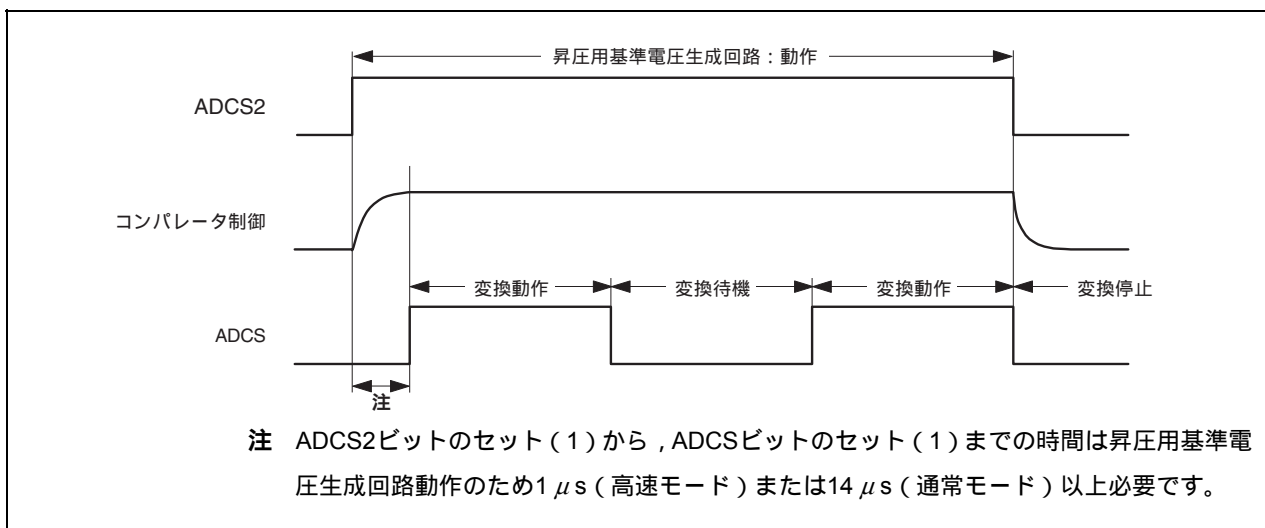 昇圧用基準電圧生成回路：動作
ADCS2
コンパレータ制御
変換動作 変換待機 変換動作 変換停止
ADCS
注
注 ADCS2ビットのセット（1）から，ADCSビットのセット（1）までの時間は昇圧用基準電
圧生成回路動作のため1 μs（高速モード）または14 μs（通常モード）以上必要です。